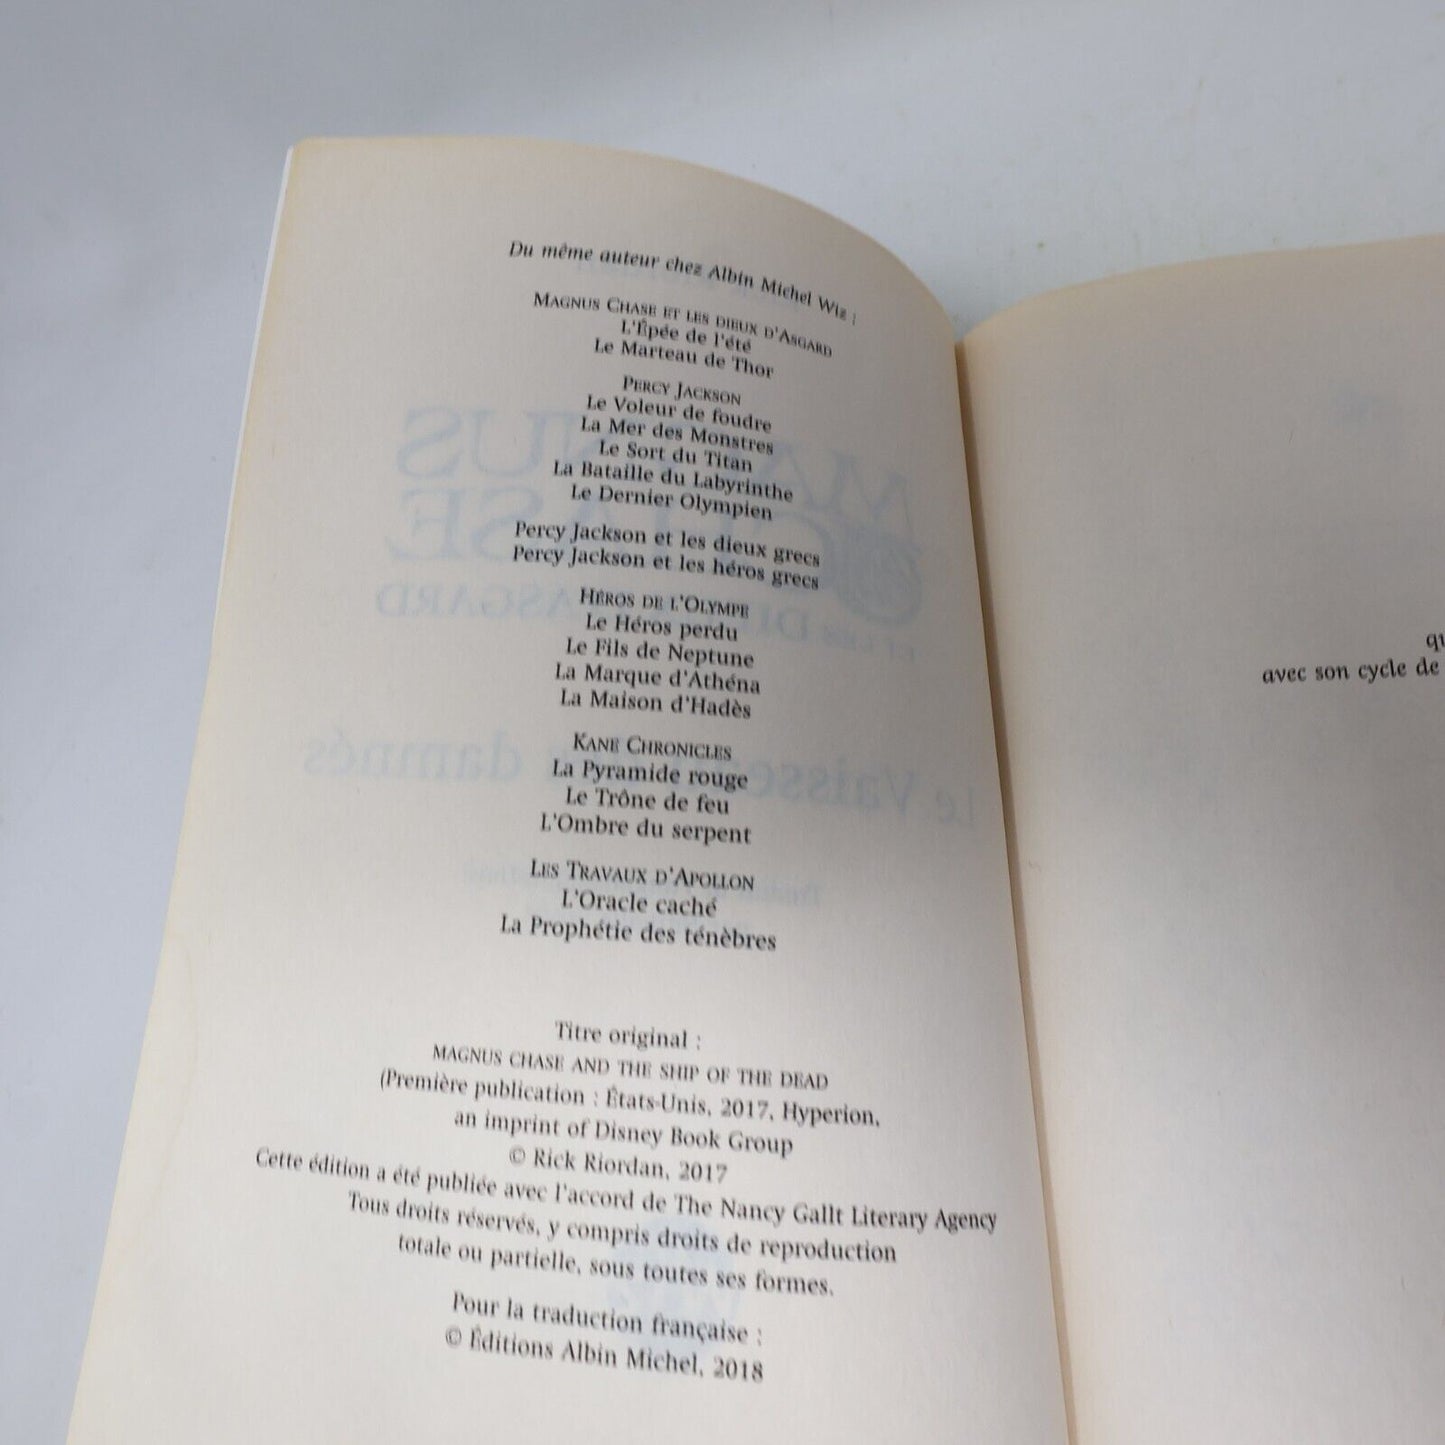 Du même auteur chez Albin Michel Wiz :
MAGNUS CHASE ET LES DIEUX D'ASGARD
L'Épée de l'été
Le Marteau de Thor
PERCY JACKSON
Le Voleur de foudre
La Mer des Monstres
Le Sort du Titan
La Bataille du Labyrinthe
Le Dernier Olympien
Percy Jackson et les dieux grecs
Percy Jackson et les héros grecs
HÉROS DE L'OLYMPE
Le Héros perdu
Le Fils de Neptune
La Marque d'Athéna
La Maison d'Hadès
KANE CHRONICLES
La Pyramide rouge
Le Trône de feu
L'Ombre du serpent
LES TRAVAUX D'APOLLON
L'Oracle caché
La Prophétie des ténèbres
Titre original :
MAGNUS CHASE AND THE SHIP OF THE DEAD
(Première publication : États-Unis, 2017, Hyperion,
an imprint of Disney Book Group
© Rick Riordan, 2017
Cette édition a été publiée avec l'accord de The Nancy Gallt Literary Agency
Tous droits réservés, y compris droits de reproduction
totale ou partielle, sous toutes ses formes.
Pour la traduction française :
© Éditions Albin Michel, 2018
qu
avec son cycle de